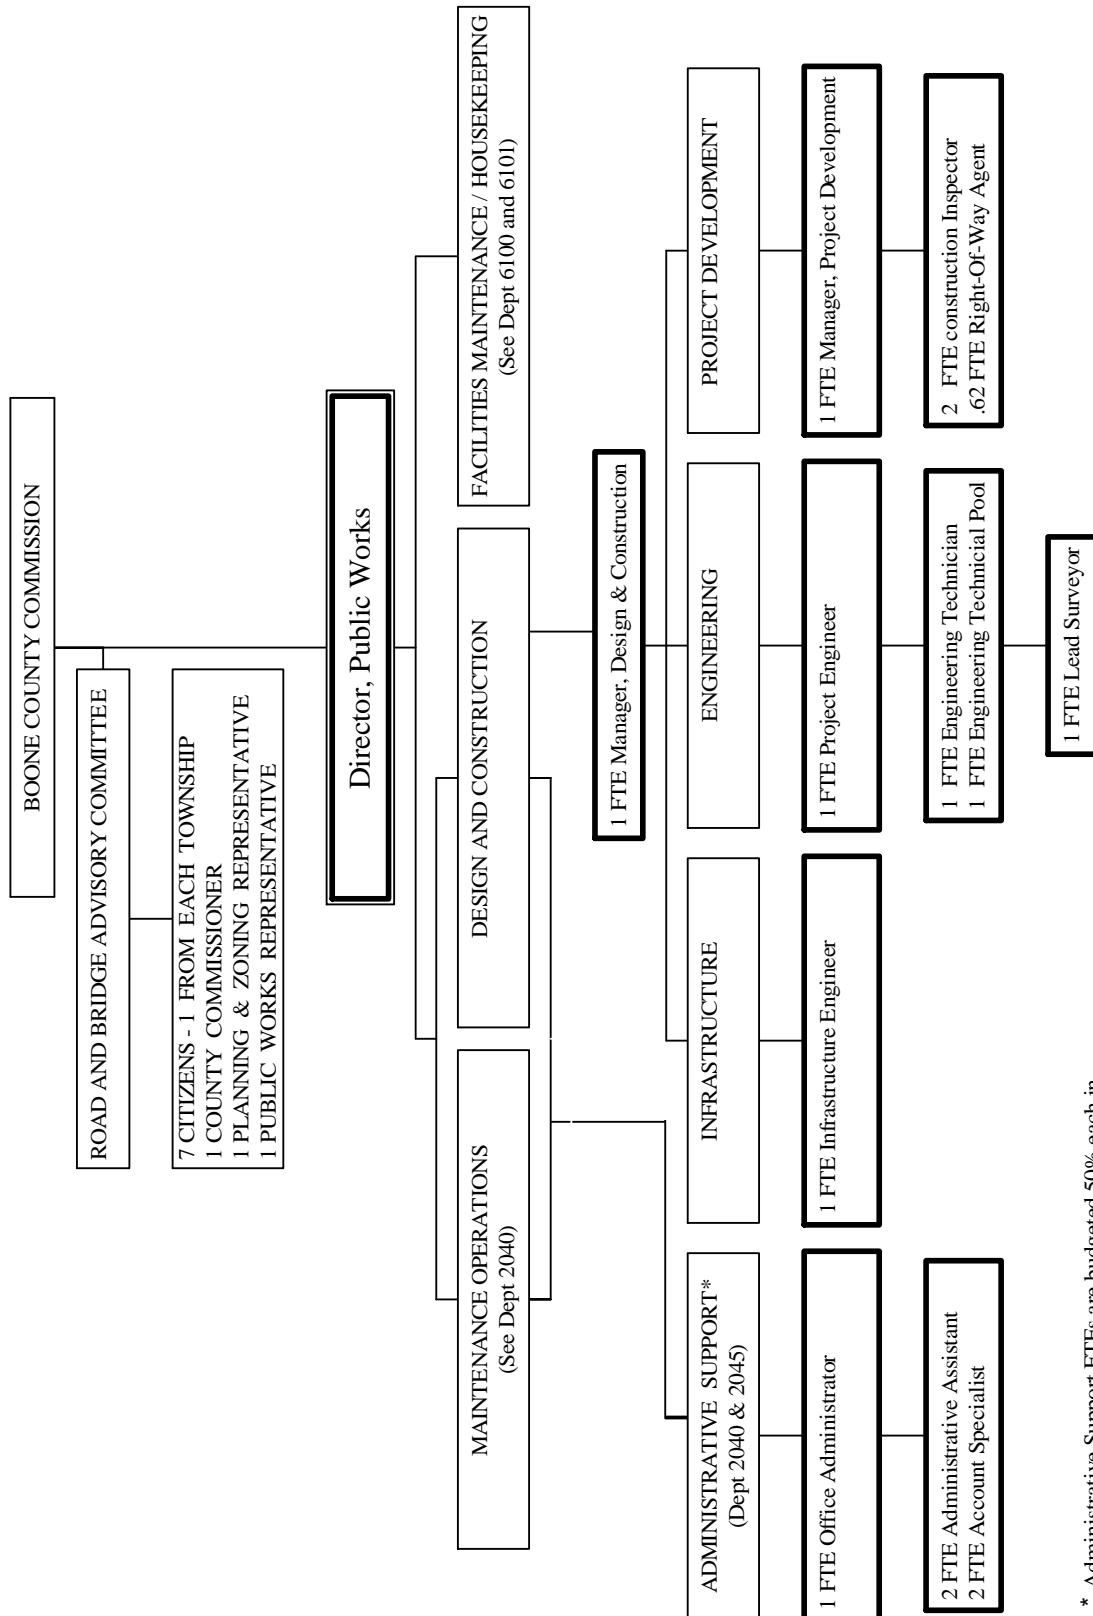 BOONE COUNTY COMMISSION
ROAD AND BRIDGE ADVISORY COMMITTEE
7 CITIZENS - 1 FROM EACH TOWNSHIP
1 COUNTY COMMISSIONER
1 PLANNING & ZONING REPRESENTATIVE
1 PUBLIC WORKS REPRESENTATIVE
Director, Public Works
MAINTENANCE OPERATIONS
(See Dept 2040)
DESIGN AND CONSTRUCTION
FACILITIES MAINTENANCE / HOUSEKEEPING
(See Dept 6100 and 6101)
1 FTE Manager, Design & Construction
ADMINISTRATIVE SUPPORT*
(Dept 2040 & 2045)
INFRASTRUCTURE
ENGINEERING
PROJECT DEVELOPMENT
1 FTE Office Administrator
1 FTE Infrastructure Engineer
1 FTE Project Engineer
1 FTE Manager, Project Development
2 FTE Administrative Assistant
2 FTE Account Specialist
1 FTE Engineering Technician
1 FTE Engineering Technicial Pool
2 FTE construction Inspector
.62 FTE Right-Of-Way Agent
1 FTE Lead Surveyor
* Administrative Support FTEs are budgeted 50% each in